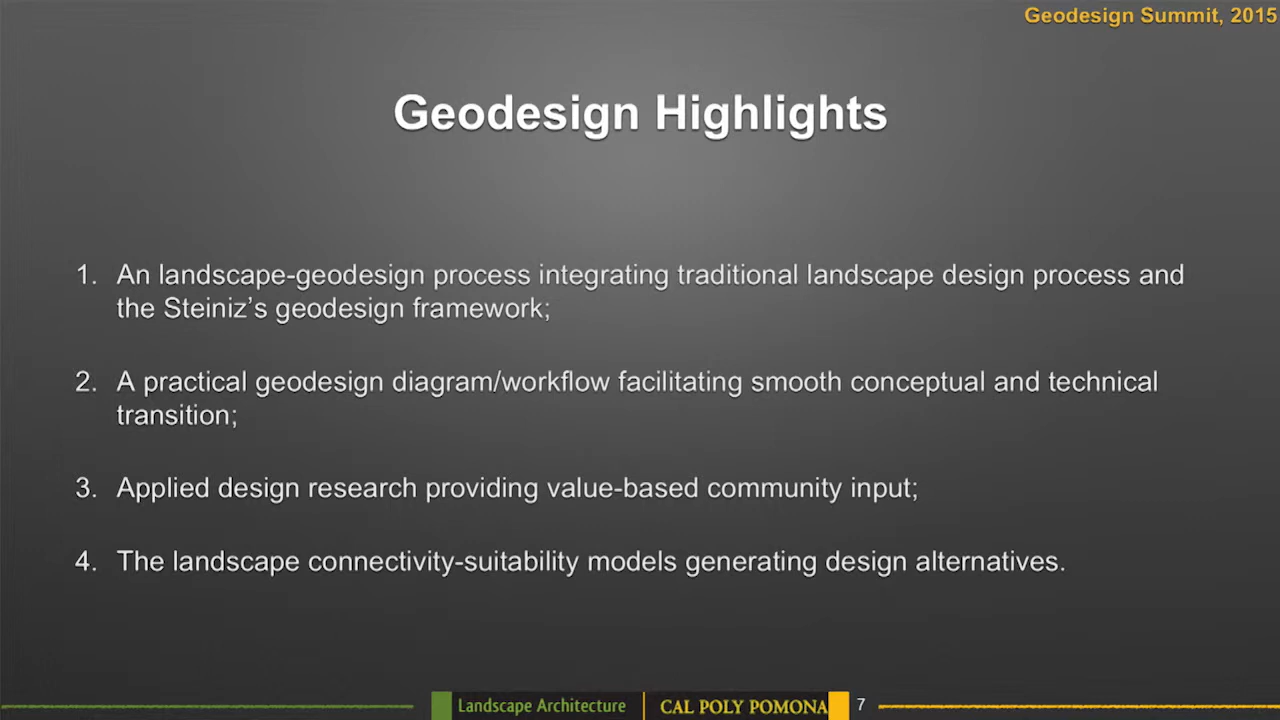 Geodesign Summit, 2015
Geodesign Highlights
1. An landscape-geodesign process integrating traditional landscape design process and
the Steiniz’s geodesign framework;
2. A practical geodesign diagram/workflow facilitating smooth conceptual and technical
transition;
3. Applied design research providing value-based community input;
4. The landscape connectivity-suitability models generating design alternatives.
Landscape Architecture CAL POLY POMONA 7